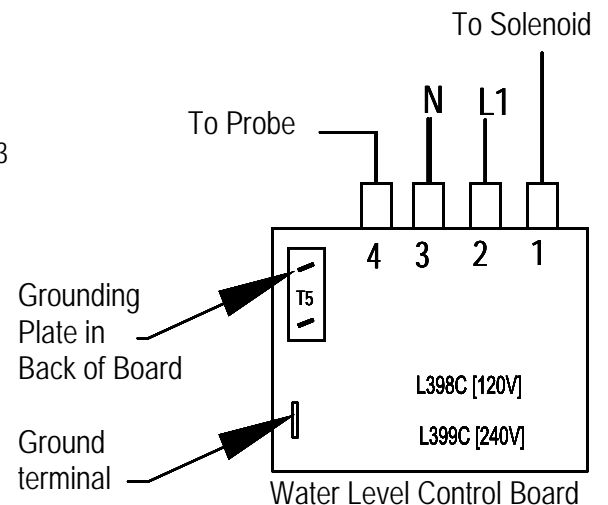 To Solenoid
N L1
To Probe
3
4 3 2 1
T5
Grounding
Plate in
Back of Board
L398C [120V]
L399C [240V]
Ground
terminal
Water Level Control Board